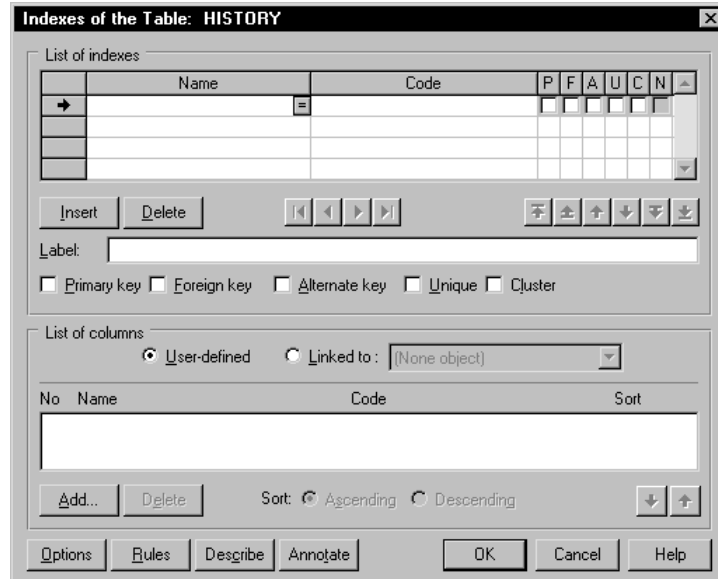 Indexes of the Table: HISTORY
List of indexes
Name Code P F A U C N
=
Insert Delete
Label:
Primary key Foreign key Alternate key Unique Cluster
List of columns
User-defined Linked to : (None object)
No Name Code Sort
Add... Delete Sort: Ascending Descending
Options Rules Describe Annotate OK Cancel Help